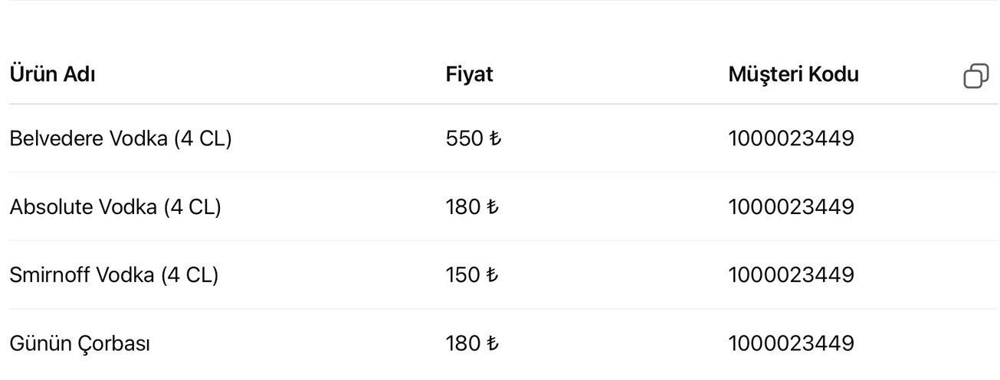 Ürün Adı Fiyat Müşteri Kodu
Belvedere Vodka (4 CL) 550 ₺ 1000023449
Absolute Vodka (4 CL) 180 ₺ 1000023449
Smirnoff Vodka (4 CL) 150 ₺ 1000023449
Günün Çorbası 180 ₺ 1000023449